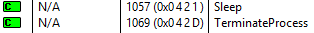 C N/A 1057 (0x0421) Sleep
C N/A 1069 (0x042D) TerminateProcess